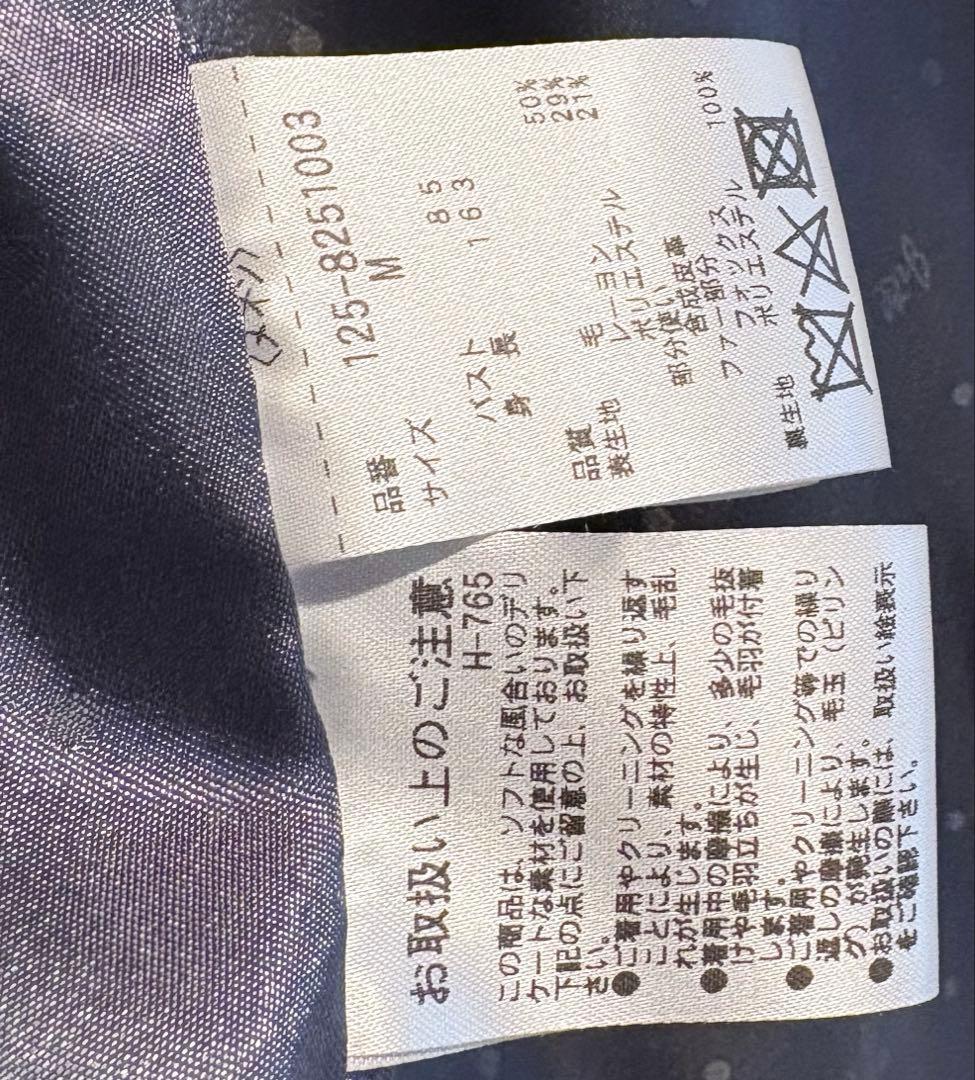 (メイン)
品番 125-8251003
サイズ M
バスト 85
身長 163
品質
表生地 毛 50%
レーヨン 29%
ポリエステル 21%
部分使い
合成皮革
ファー部分
フォックス
裏生地 ポリエステル 100%
お取扱い上のご注意
H-765
この商品は、ソフトな風合いのデリ
ケートな素材を使用しております。
下記の点にご留意の上、お取扱い下
さい。
●ご着用やクリーニングを繰り返す
ことにより、素材の特性上、毛乱
れが生じます。
●着用中の摩擦により、多少の毛抜
けや毛羽立ちが生じ、毛羽が付着
します。
●ご着用やクリーニング等での繰り
返しの摩擦により、毛玉（ピリン
グ）が発生します。
●お取扱いの際には、取扱い絵表示
をご確認下さい。